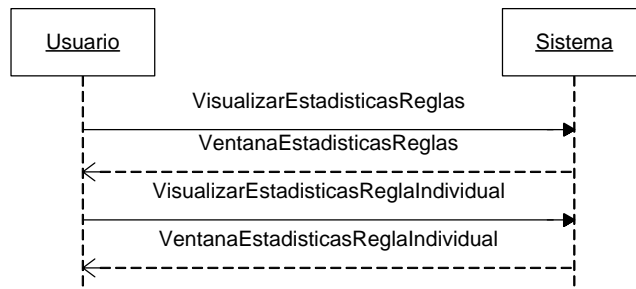 Usuario
Sistema
VisualizarEstadisticasReglas
VentanaEstadisticasReglas
VisualizarEstadisticasReglaIndividual
VentanaEstadisticasReglaIndividual